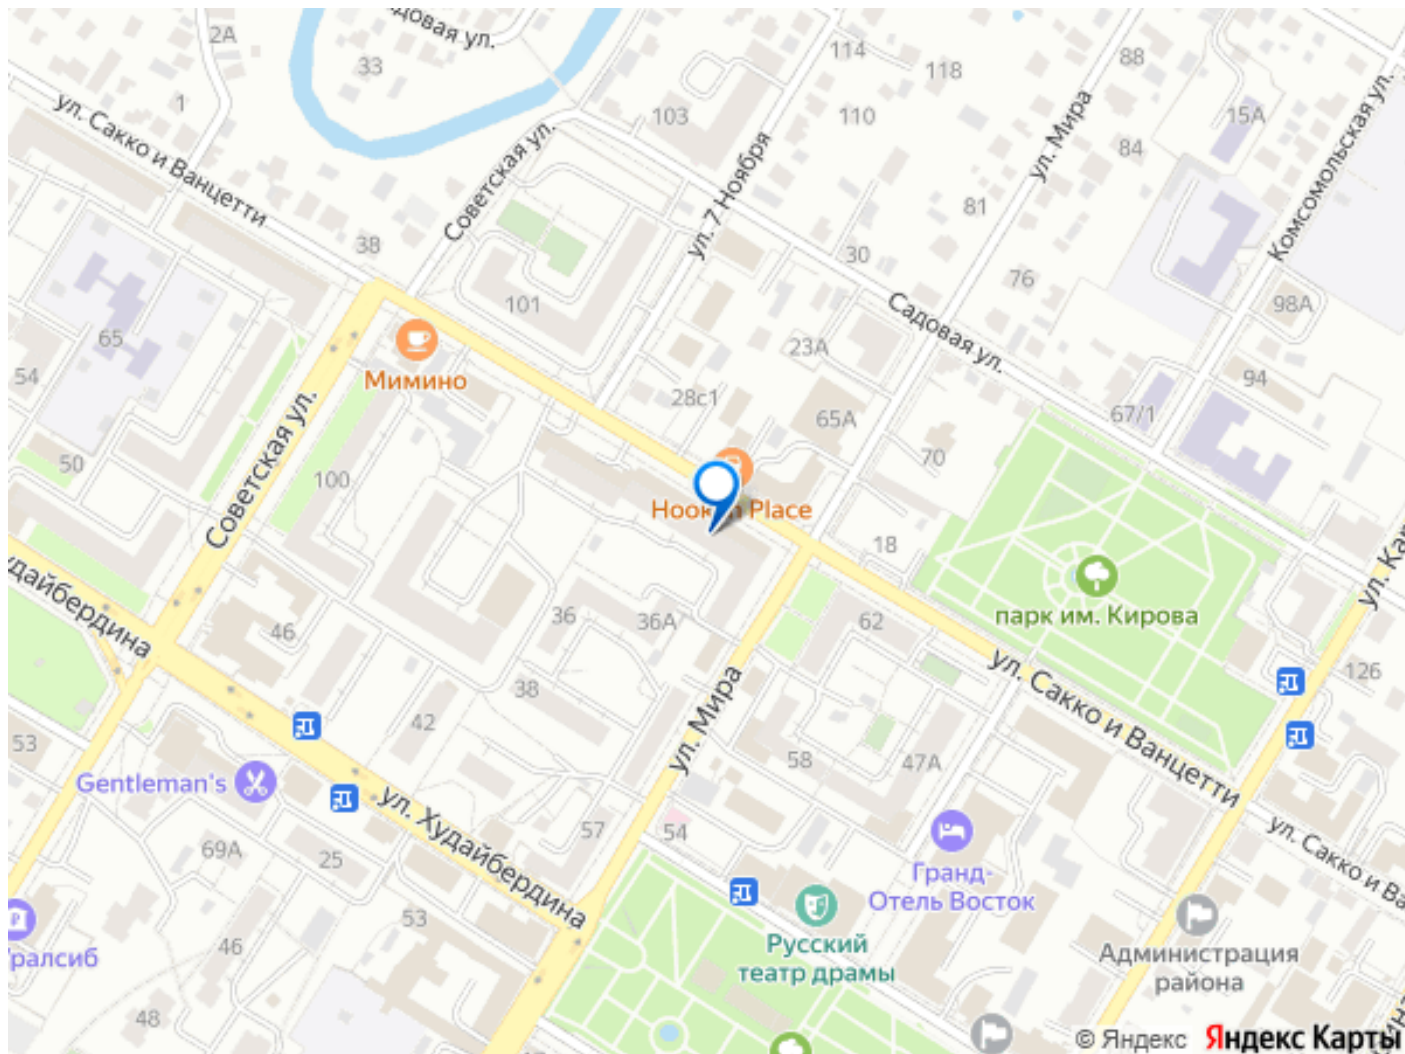 адовая ул.
2А
33
114
118
88
1
103
110
15А
ул. Сакко и Ванцетти
Советская ул.
ул. 7 Ноября
ул. Мира
84
Комсомольская ул.
81
38
30
76
101
98А
Садовая ул.
65
Мимино
23А
54
28с1
65А
94
67/1
50
100
70
Советская ул.
Place
18
парк им. Кирова
удайбердина
46
36
36А
62
ул. Сакко и Ванцетти
126
38
42
ул. Мира
53
58
47А
Gentleman's
ул. Худайбердина
57
54
69А
25
ул. Сакко и Ва
Гранд-
Отель Восток
53
Русский
театр драмы
46
ралсиб
Администрация
района
48
© Яндекс Яндекс Карты